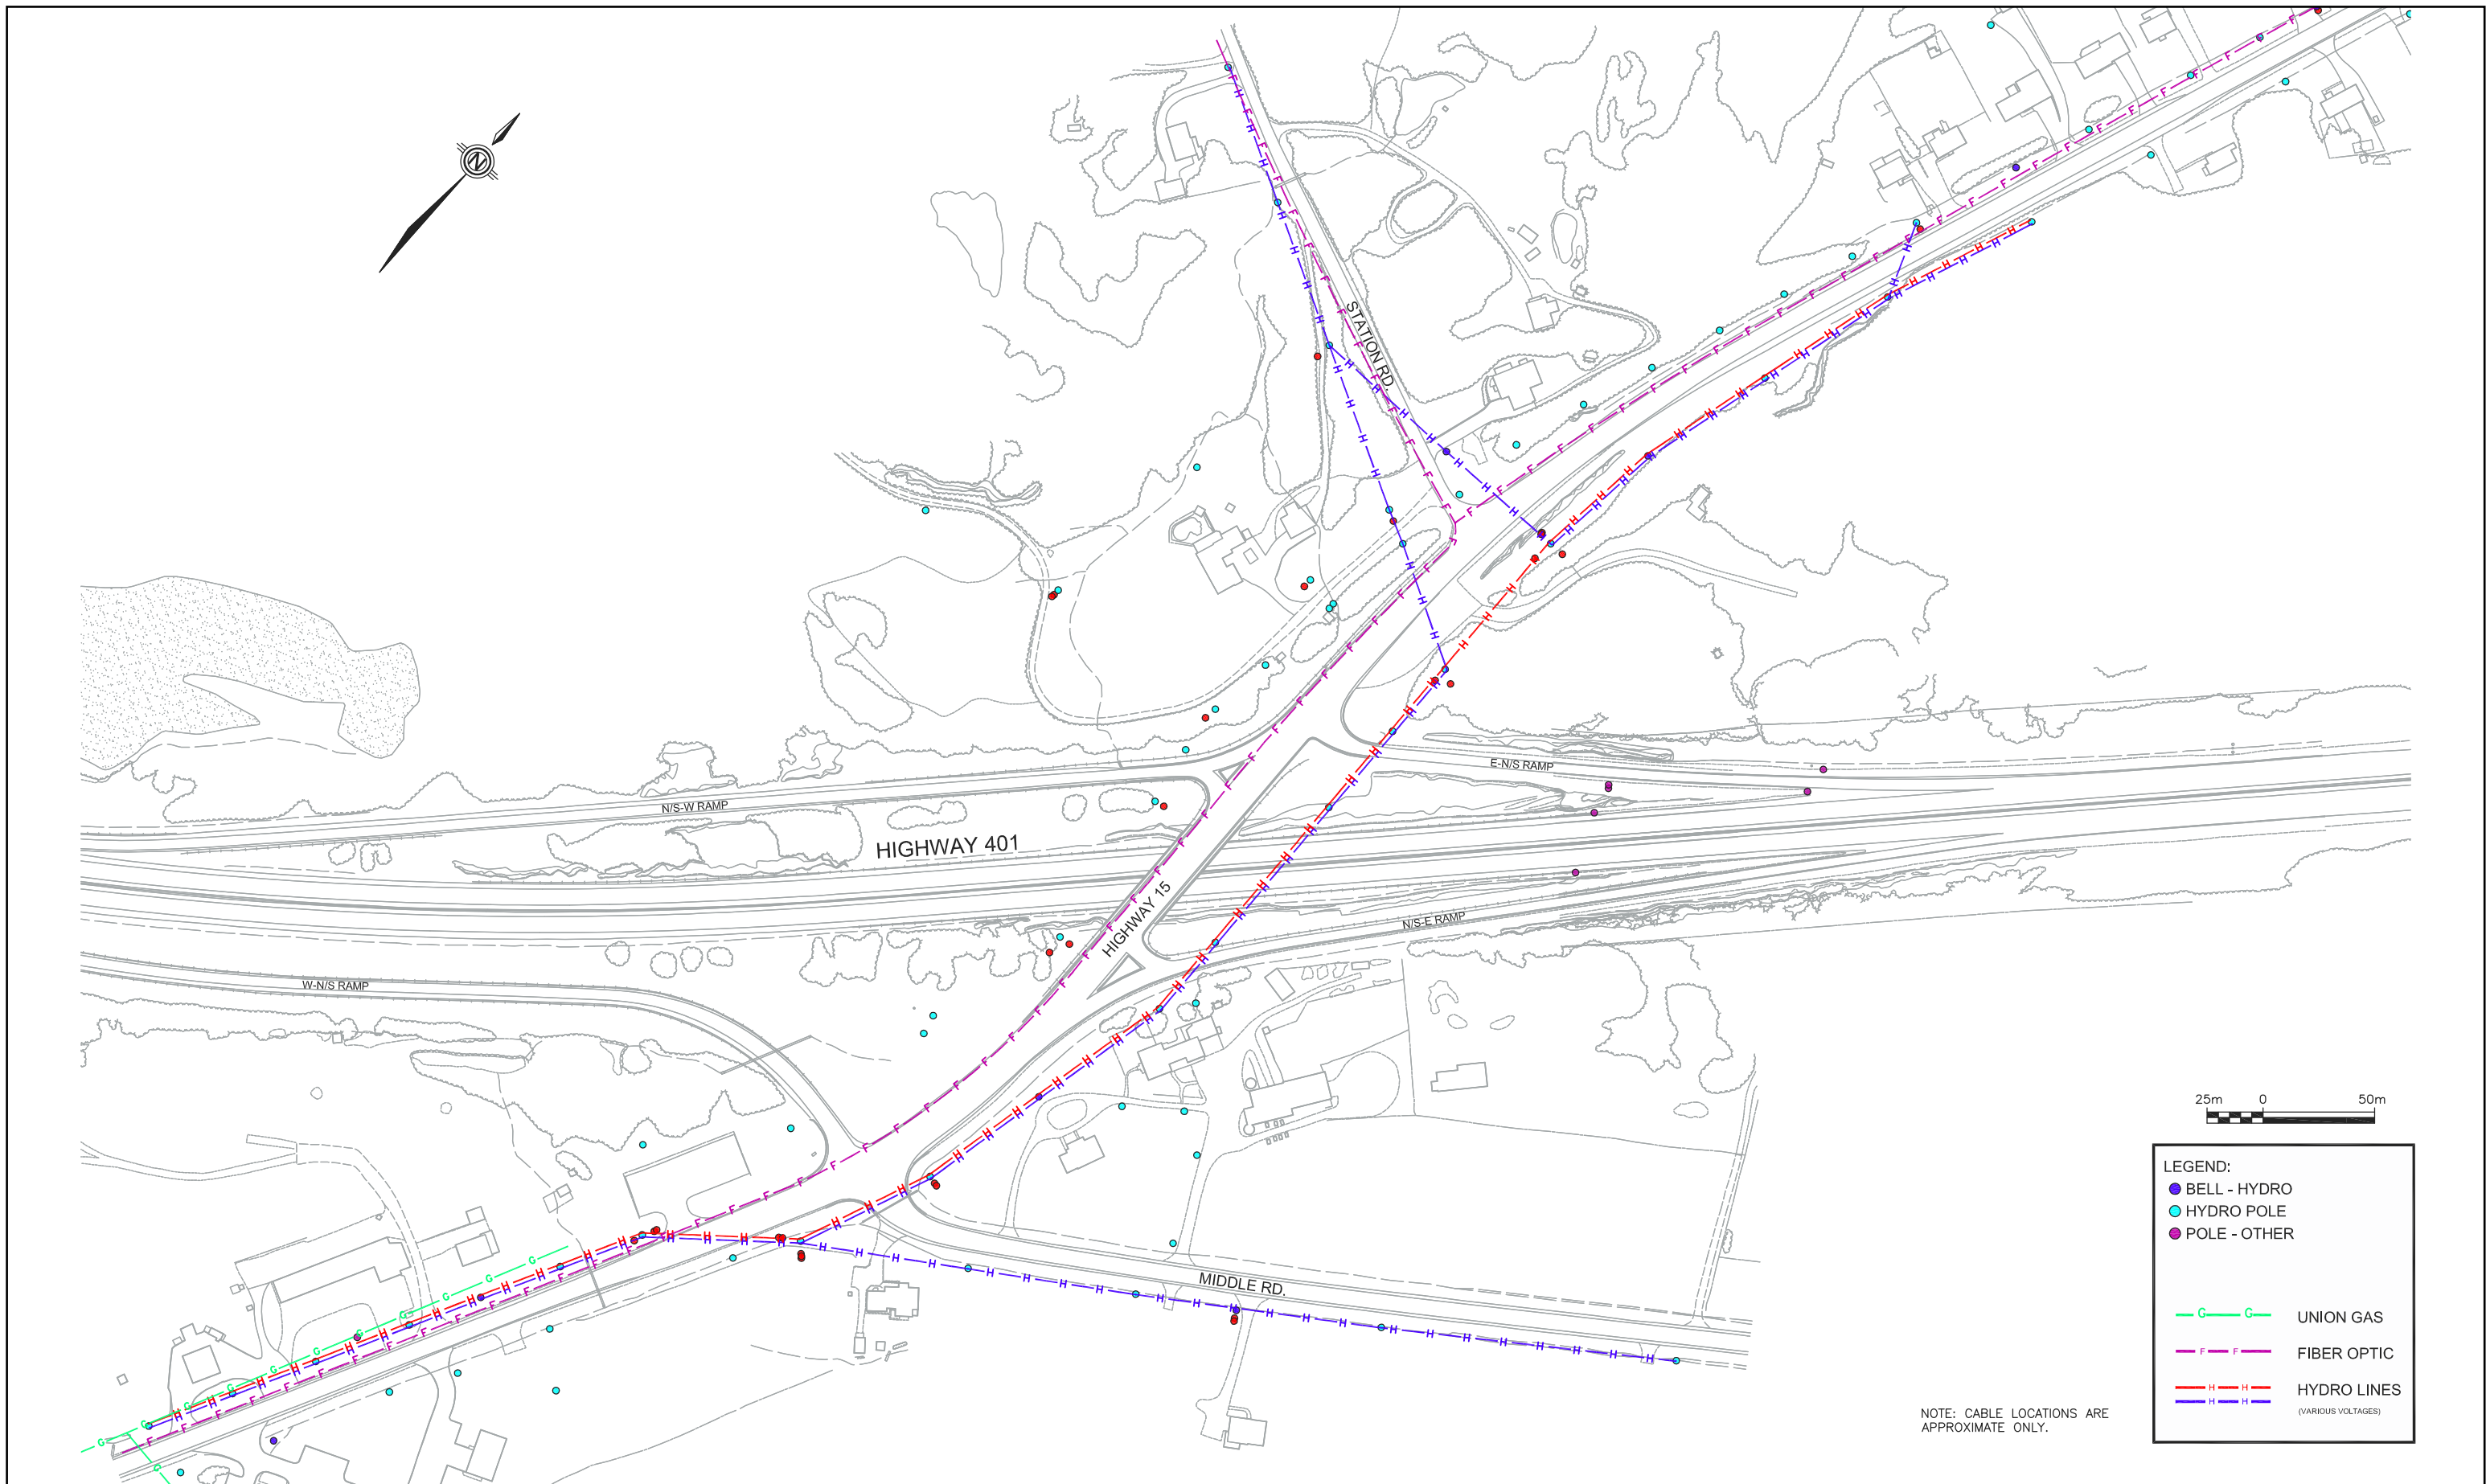 N
STATION RD.
E-N/S RAMP
N/S-W RAMP
HIGHWAY 401
HIGHWAY 15
N/S-E RAMP
W-N/S RAMP
MIDDLE RD.
25m 0 50m
LEGEND:
BELL - HYDRO
HYDRO POLE
POLE - OTHER
G G UNION GAS
F F FIBER OPTIC
H H HYDRO LINES
H H (VARIOUS VOLTAGES)
NOTE: CABLE LOCATIONS ARE
APPROXIMATE ONLY.